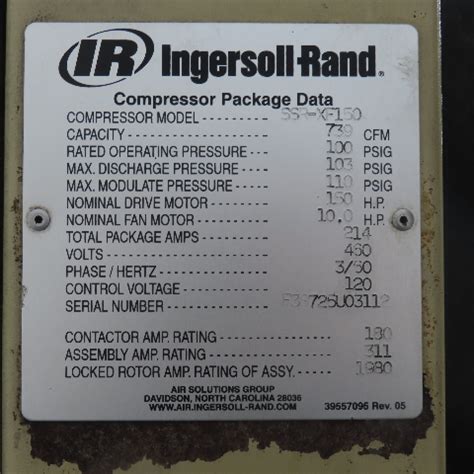 IR Ingersoll-Rand®
Compressor Package Data
COMPRESSOR MODEL SSR-XF150
CAPACITY 739 CFM
RATED OPERATING PRESSURE 100 PSIG
MAX. DISCHARGE PRESSURE 103 PSIG
MAX. MODULATE PRESSURE 110 PSIG
NOMINAL DRIVE MOTOR 150 H.P.
NOMINAL FAN MOTOR 10.0 H.P.
TOTAL PACKAGE AMPS 214
VOLTS 460
PHASE / HERTZ 3/60
CONTROL VOLTAGE 120
SERIAL NUMBER
CONTACTOR AMP. RATING 180
ASSEMBLY AMP. RATING 311
LOCKED ROTOR AMP. RATING OF ASSY. 1980
AIR SOLUTIONS GROUP
DAVIDSON, NORTH CAROLINA 28036
WWW.AIR.INGERSOLL-RAND.COM
39557095 Rev. 05